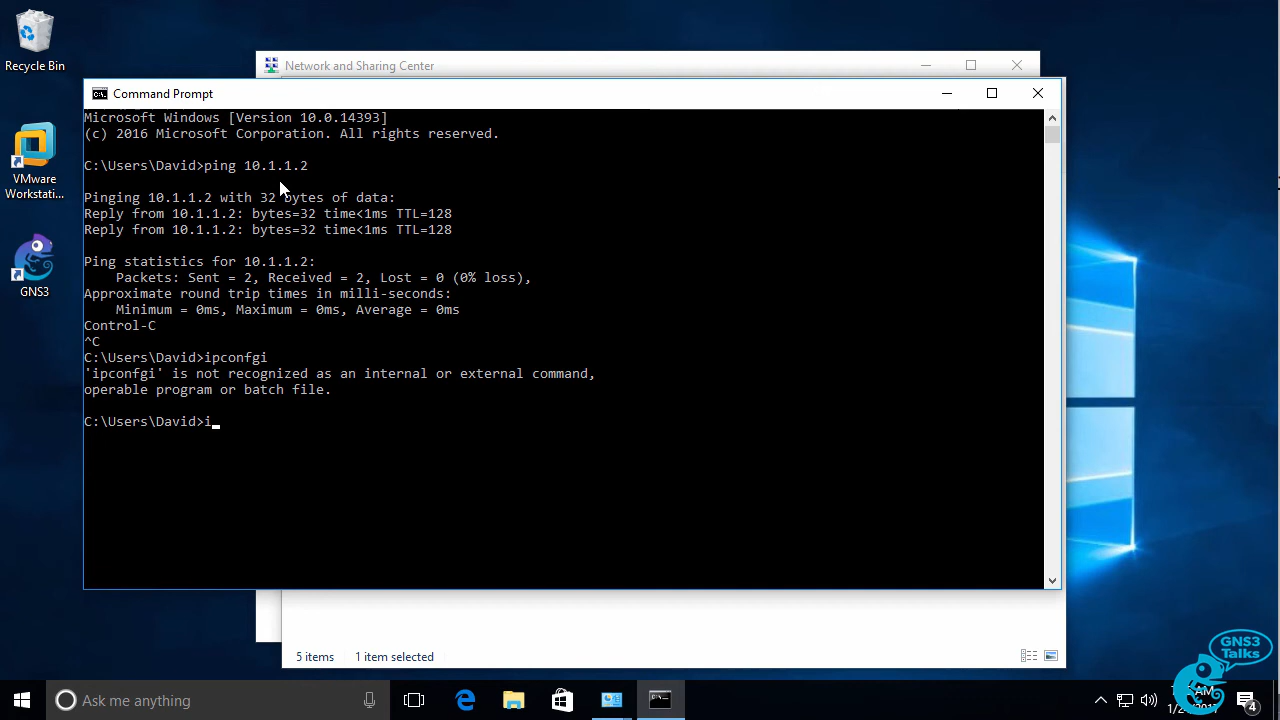 Recycle Bin
Network and Sharing Center
Command Prompt
Microsoft Windows [Version 10.0.14393]
(c) 2016 Microsoft Corporation. All rights reserved.
C:\Users\David>ping 10.1.1.2
Pinging 10.1.1.2 with 32 bytes of data:
Reply from 10.1.1.2: bytes=32 time<1ms TTL=128
Reply from 10.1.1.2: bytes=32 time<1ms TTL=128
Ping statistics for 10.1.1.2:
Packets: Sent = 2, Received = 2, Lost = 0 (0% loss),
Approximate round trip times in milli-seconds:
Minimum = 0ms, Maximum = 0ms, Average = 0ms
Control-C
^C
C:\Users\David>ipconfgi
'ipconfgi' is not recognized as an internal or external command,
operable program or batch file.
C:\Users\David>i
VMware
Workstati...
GNS3
5 items 1 item selected
GNS3
Talks
Ask me anything
AM
4